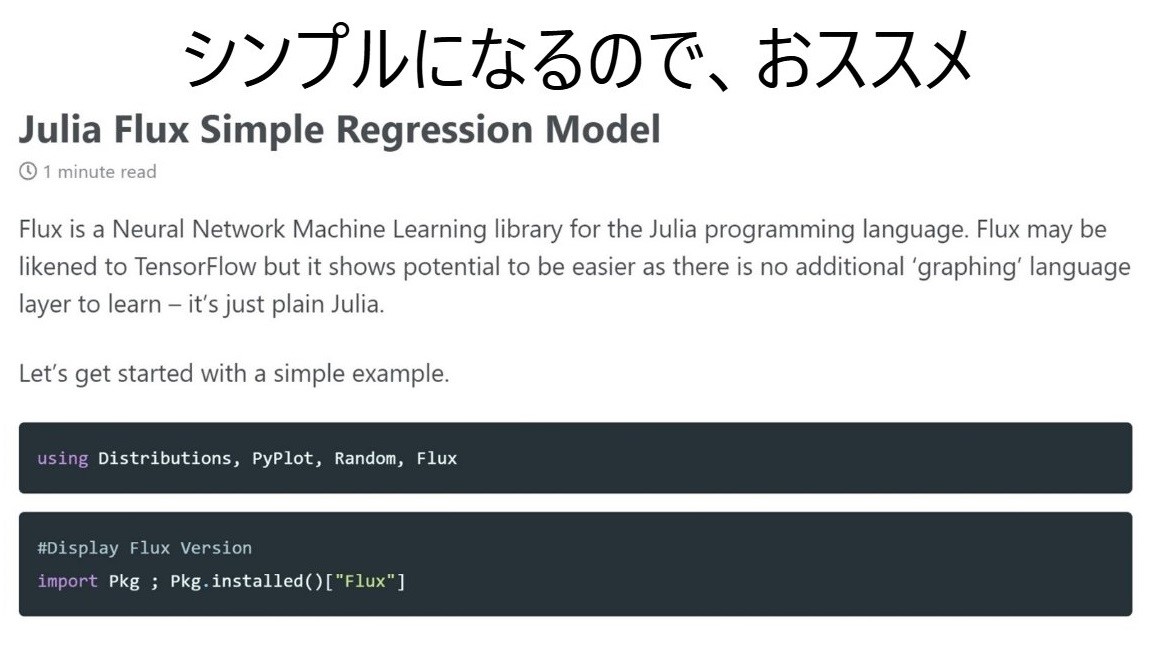 シンプルになるので、おススメ
Julia Flux Simple Regression Model
1 minute read
Flux is a Neural Network Machine Learning library for the Julia programming language. Flux may be
likened to TensorFlow but it shows potential to be easier as there is no additional ‘graphing’ language
layer to learn – it’s just plain Julia.
Let’s get started with a simple example.
using Distributions, PyPlot, Random, Flux
#Display Flux Version
import Pkg ; Pkg.installed()["Flux"]